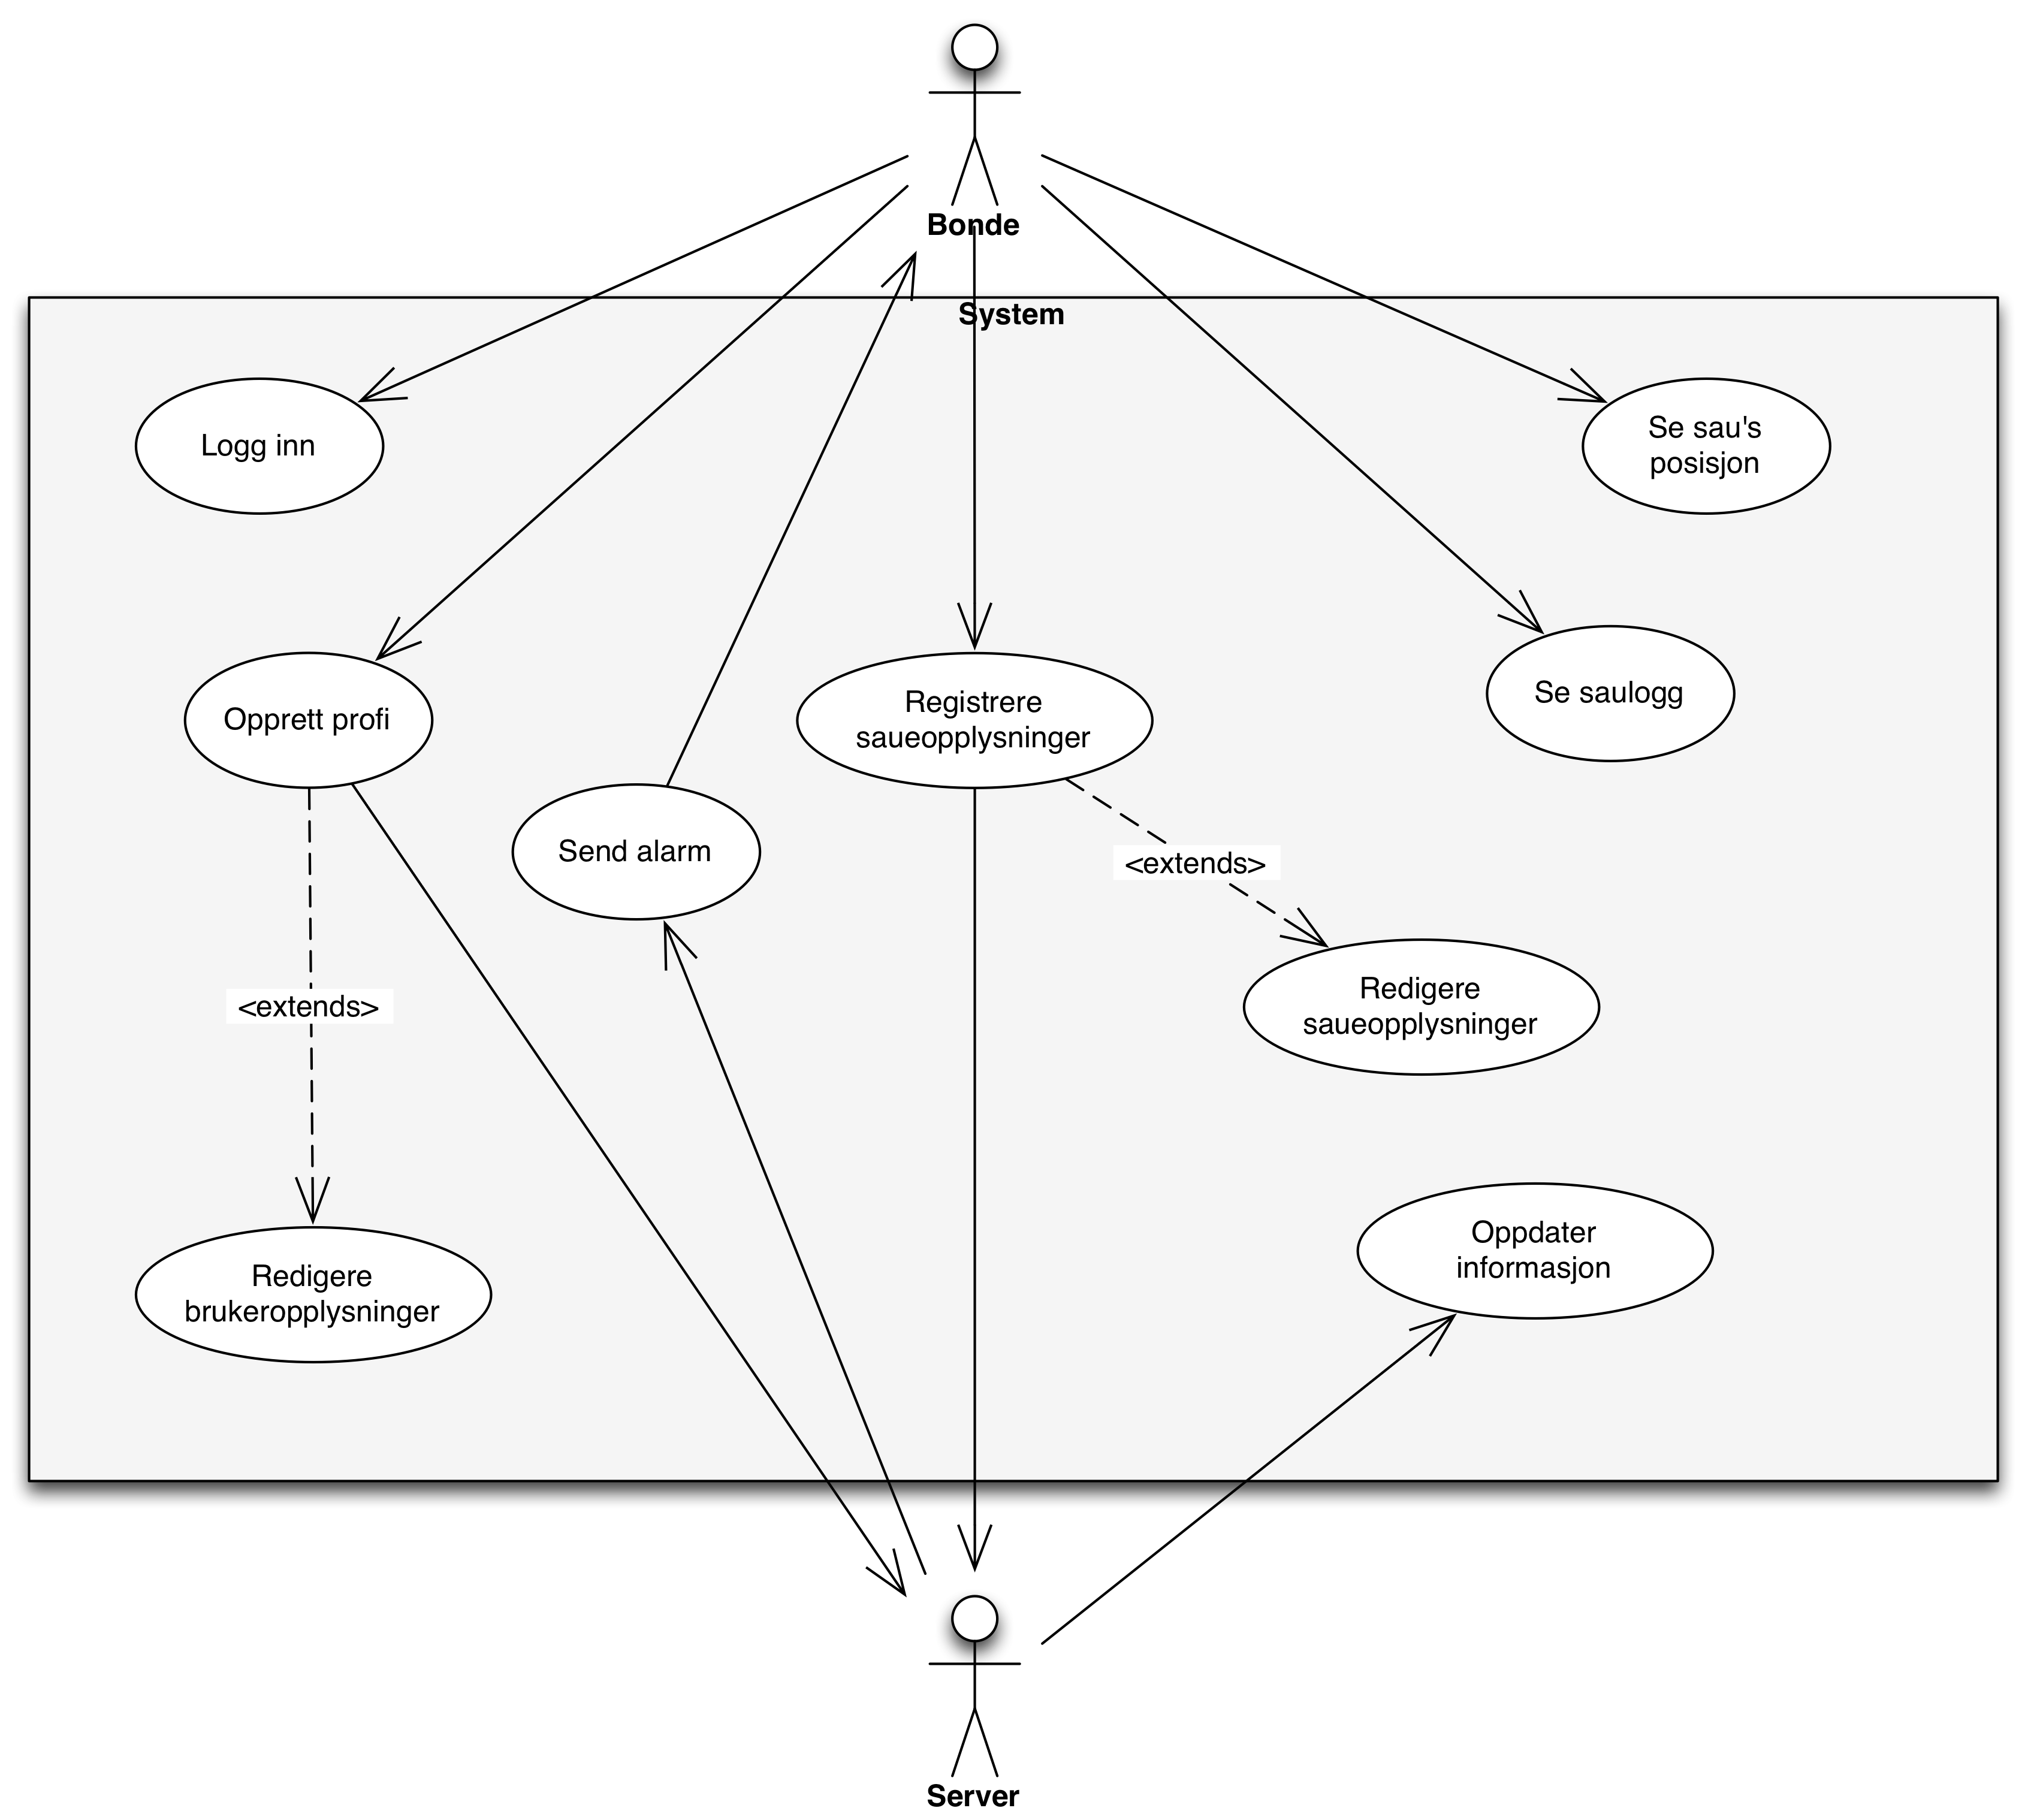 Bonde
System
Logg inn
Se sau's
posisjon
Opprett profi
Registrere
saueopplysninger
Se saulogg
Send alarm
<extends>
Redigere
saueopplysninger
<extends>
Oppdater
informasjon
Redigere
brukeropplysninger
Server